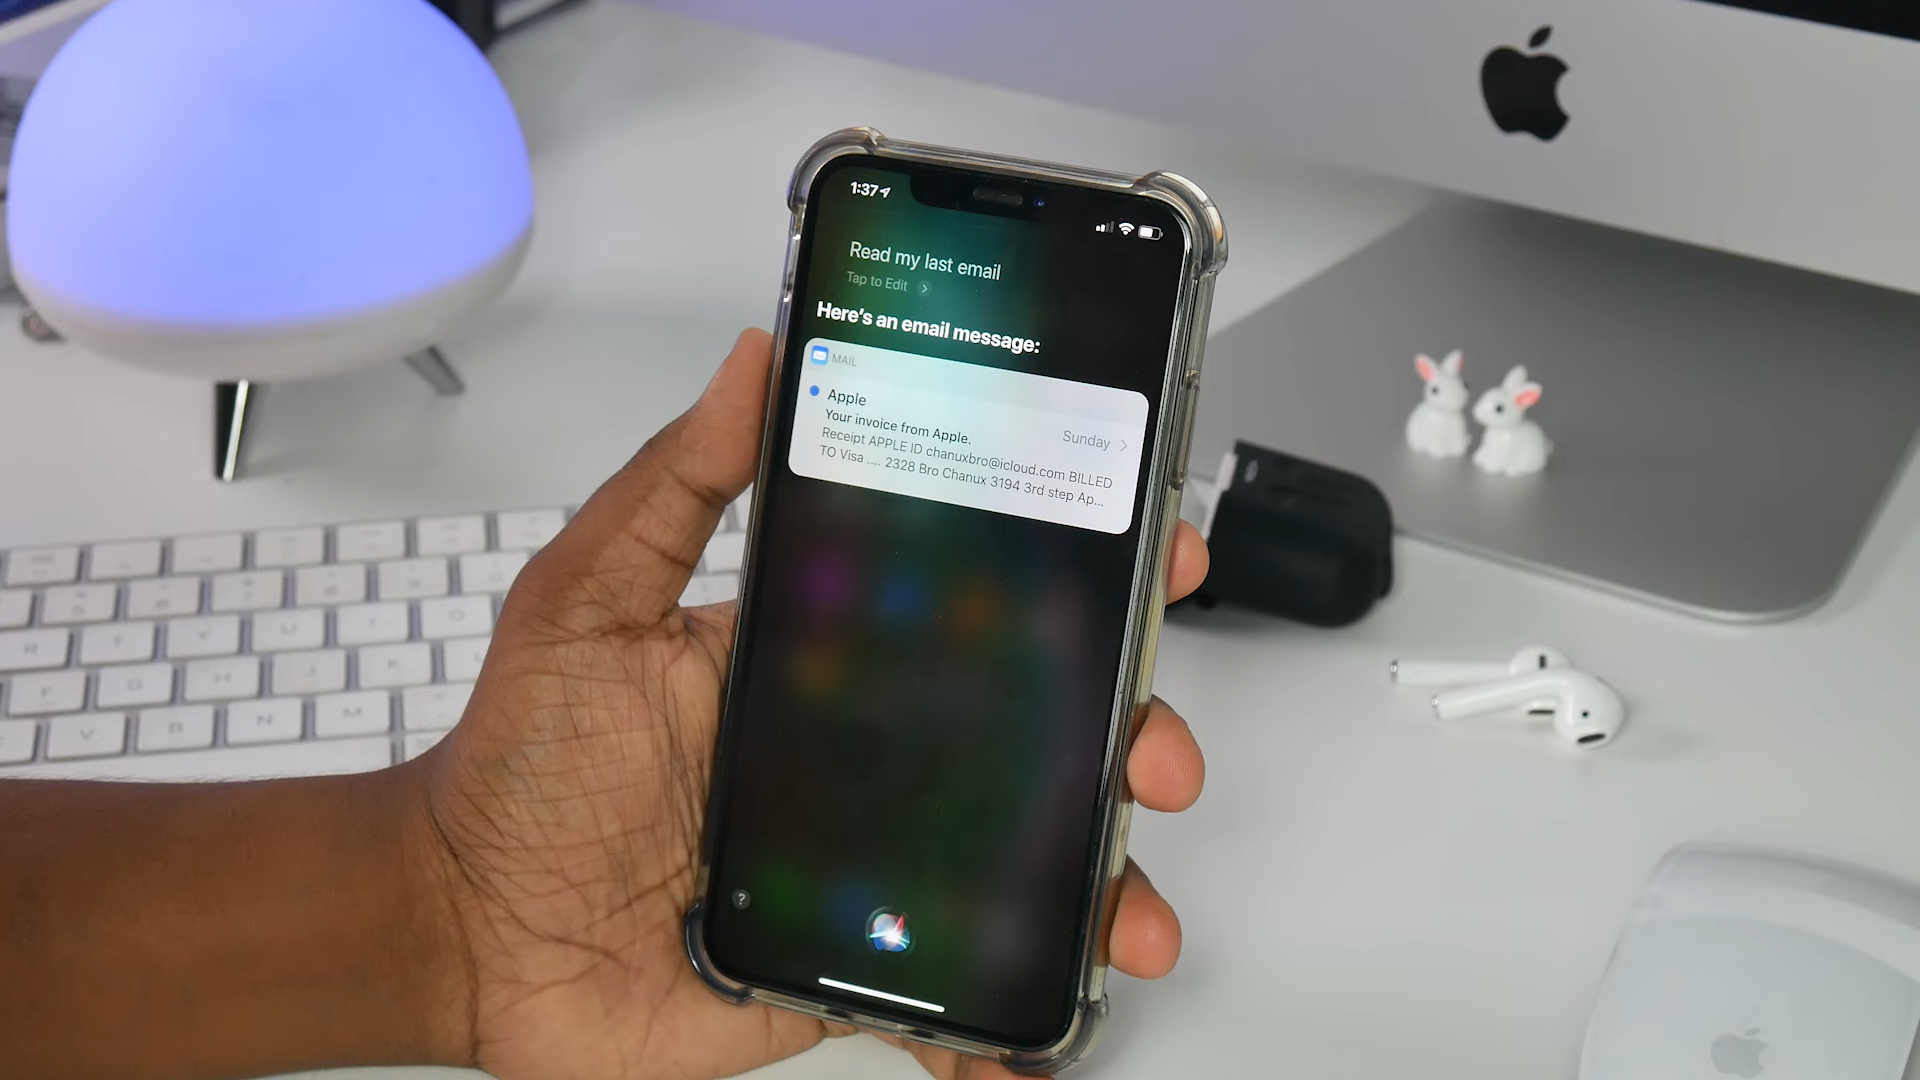 1:37
Read my last email
Tap to Edit
Here's an email message:
MAIL
Apple
Your invoice from Apple.
Sunday
Receipt APPLE ID chanuxbro@icloud.com BILLED
TO Visa .... 2328 Bro Chanux 3194 3rd step Ap...
?
R T Y U I O
F G H J K L
V B N M <